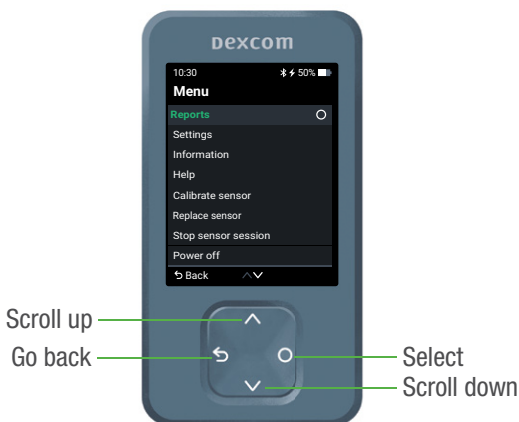 Dexcom
10:30 50%
Menu
Reports
Settings
Information
Help
Calibrate sensor
Replace sensor
Stop sensor session
Power off
Back
Scroll up
Go back
Select
Scroll down